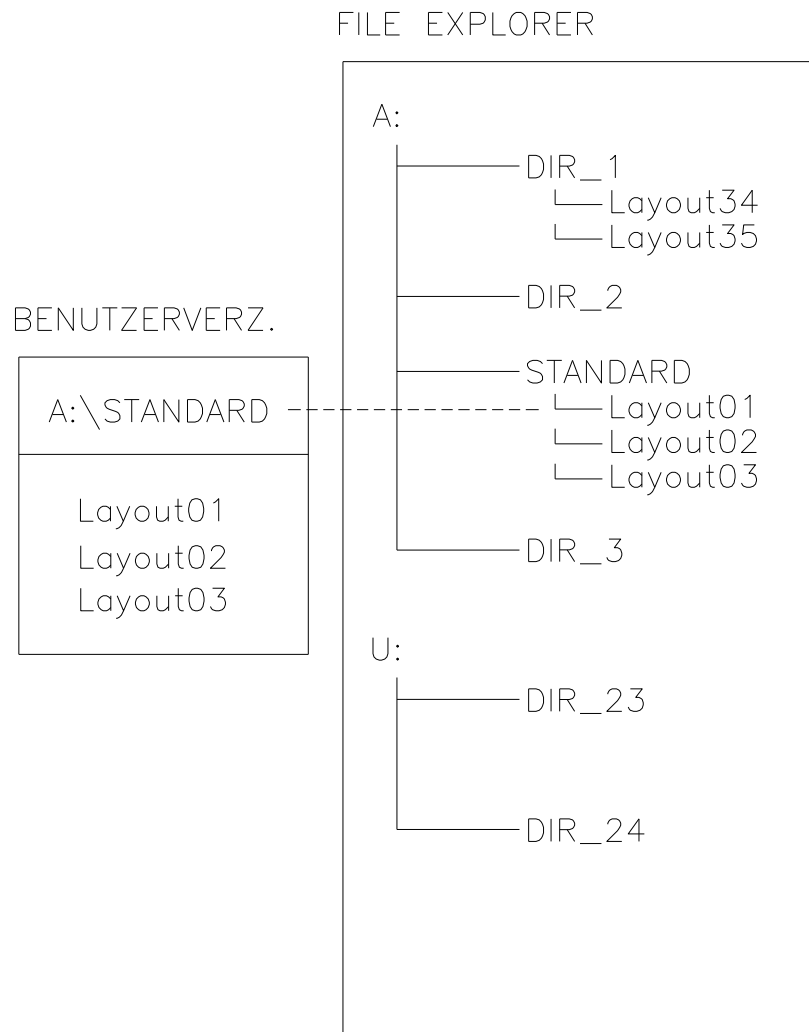 FILE EXPLORER
A:
DIR_1
Layout34
Layout35
DIR_2
STANDARD
Layout01
Layout02
Layout03
DIR_3
U:
DIR_23
DIR_24
BENUTZERVERZ.
A:\STANDARD
Layout01
Layout02
Layout03